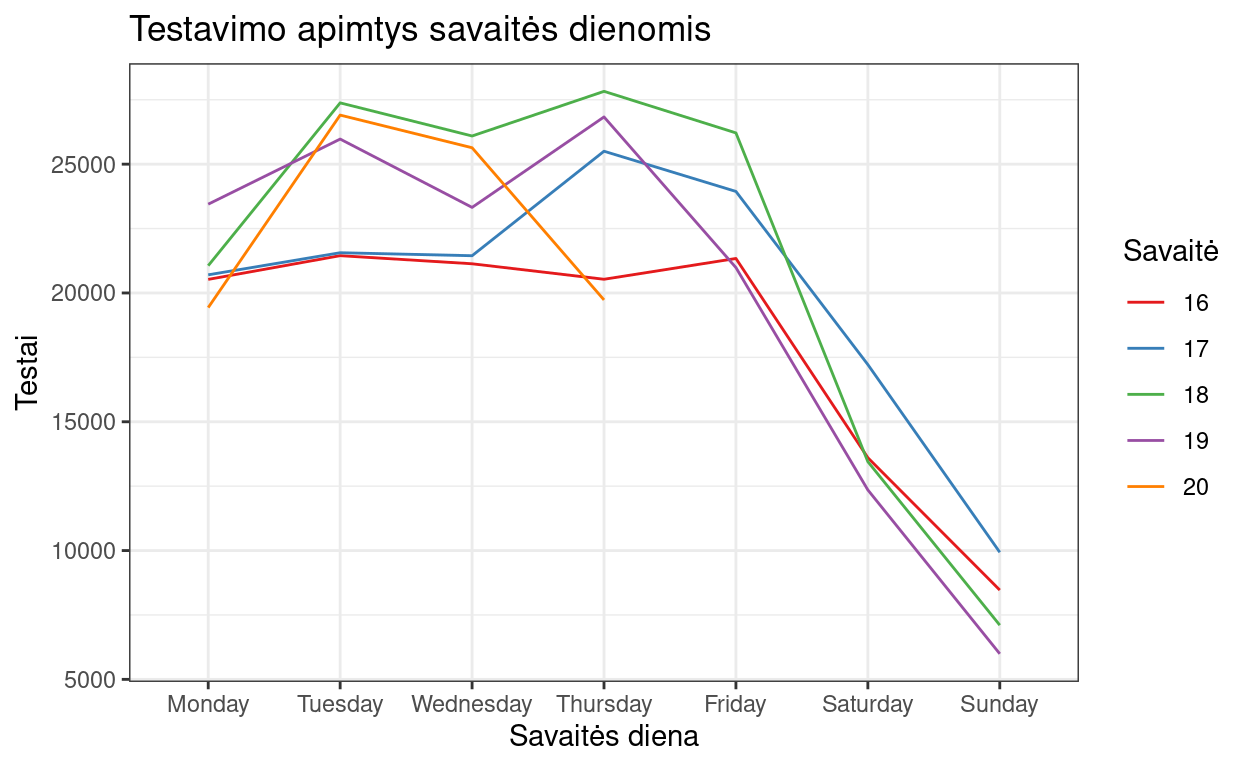 Testavimo apimtys savaitės dienomis
Testai
25000
20000
15000
10000
5000
Monday Tuesday Wednesday Thursday Friday Saturday Sunday
Savaitės diena
Savaitė
16
17
18
19
20